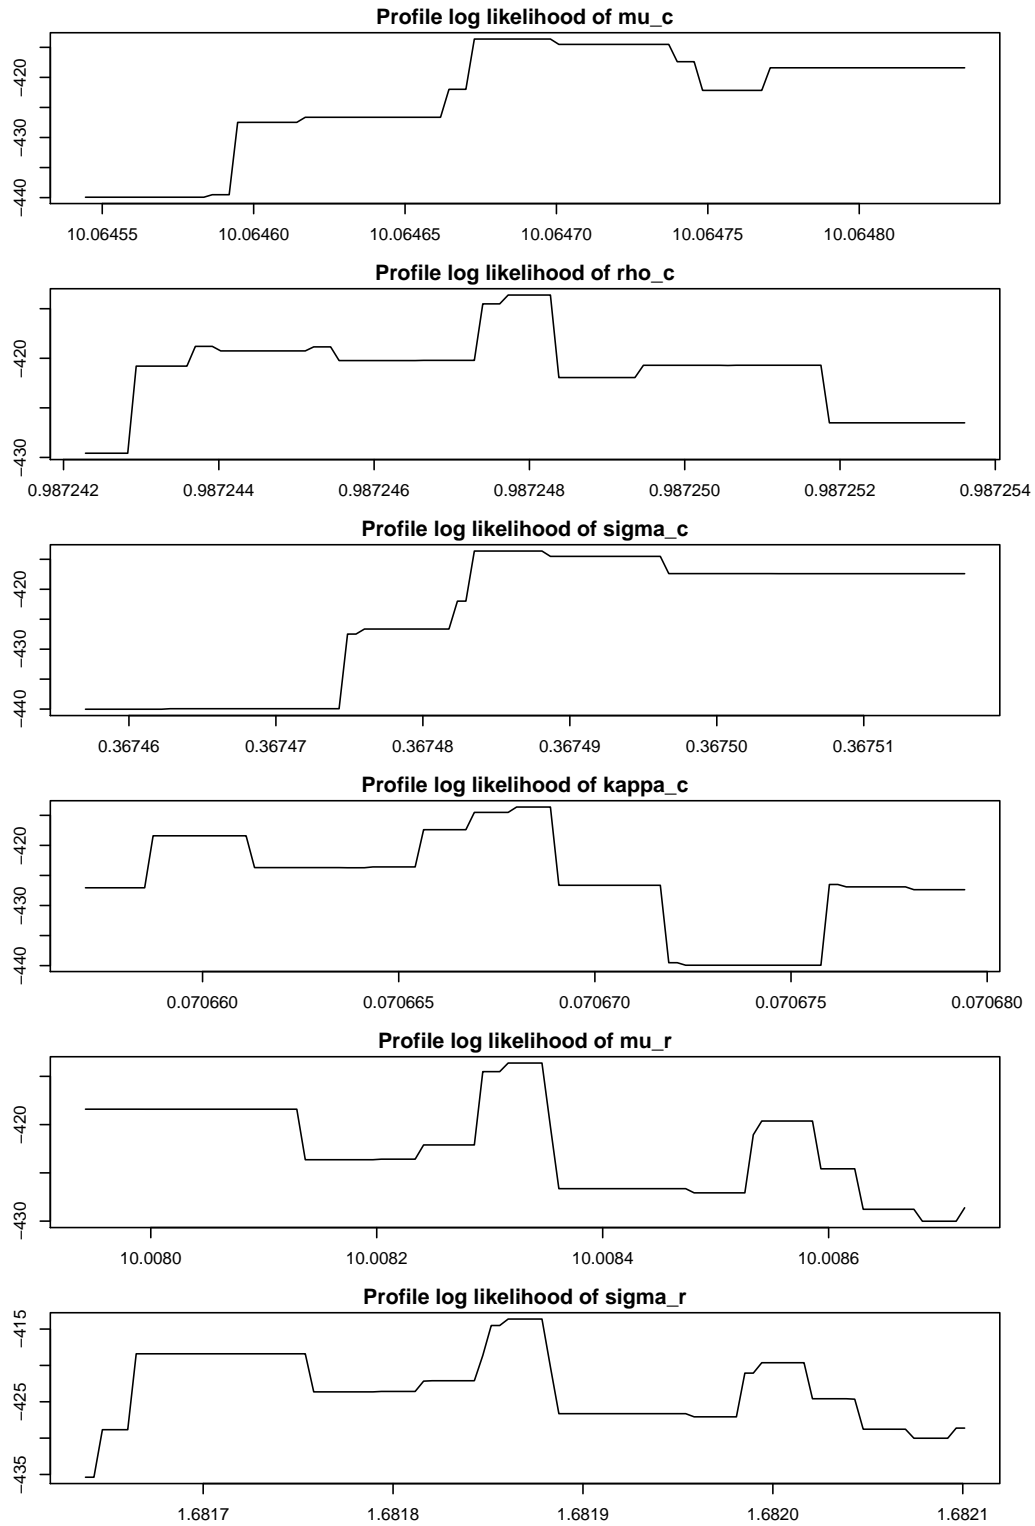 Profile log likelihood of mu_c
−420
−430
−440
10.06455 10.06460 10.06465 10.06470 10.06475 10.06480
Profile log likelihood of rho_c
−420
−430
0.987242 0.987244 0.987246 0.987248 0.987250 0.987252 0.987254
Profile log likelihood of sigma_c
−420
−430
−440
0.36746 0.36747 0.36748 0.36749 0.36750 0.36751
Profile log likelihood of kappa_c
−420
−430
−440
0.070660 0.070665 0.070670 0.070675 0.070680
Profile log likelihood of mu_r
−420
−430
10.0080 10.0082 10.0084 10.0086
Profile log likelihood of sigma_r
−415
−425
−435
1.6817 1.6818 1.6819 1.6820 1.6821